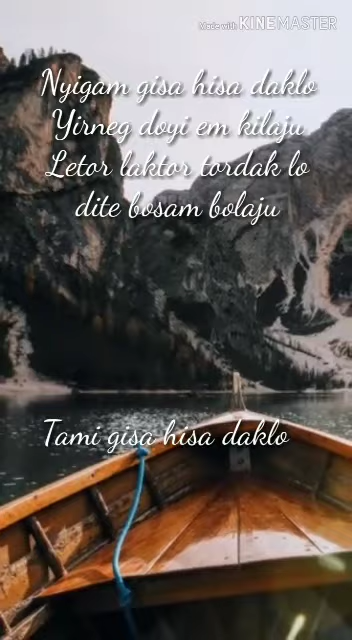 Made with KINEMASTER
Nyigam gisa hisa daklo
Yirneg doyi em kilaju
Letor laktor tordak lo
dite bosam bolaju
Tami gisa hisa daklo